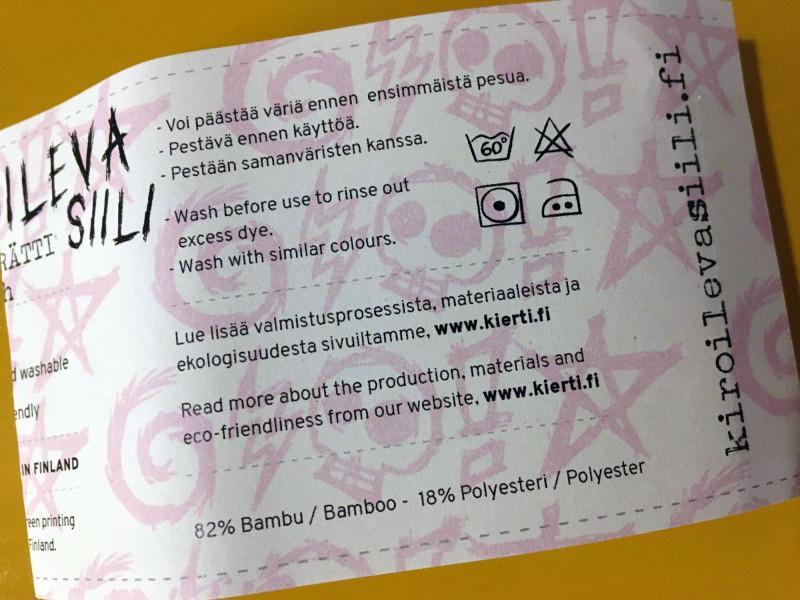 OILEVA
SIILI
RÄTTI
h
d washable
endly
IN FINLAND
een printing
Finland.
- Voi päästää väriä ennen ensimmäistä pesua.
- Pestävä ennen käyttöä.
- Pestään samanväristen kanssa.
- Wash before use to rinse out
excess dye.
- Wash with similar colours.
60°
Lue lisää valmistusprosessista, materiaaleista ja
ekologisuudesta sivuiltamme, www.kierti.fi
Read more about the production, materials and
eco-friendliness from our website, www.kierti.fi
82% Bambu / Bamboo - 18% Polyesteri / Polyester
kiroilevasiili.fi